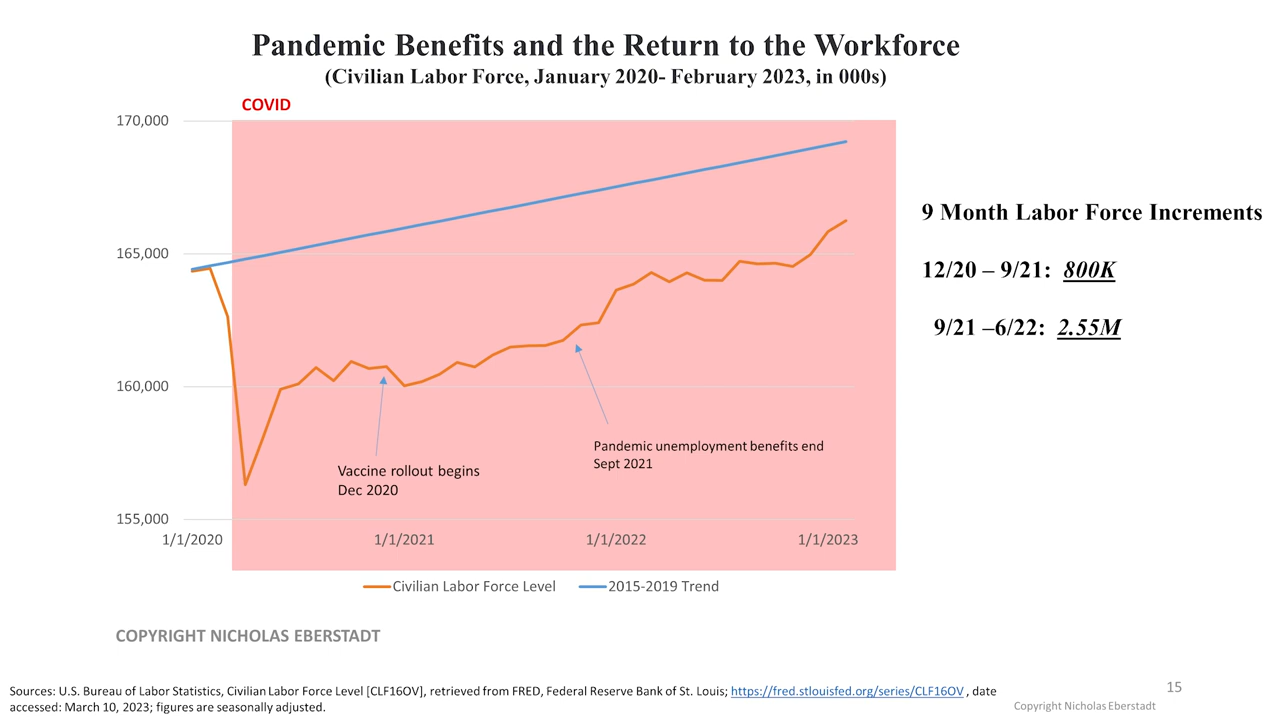 Pandemic Benefits and the Return to the Workforce
(Civilian Labor Force, January 2020- February 2023, in 000s)
COVID
170,000
165,000
160,000
155,000
1/1/2020
1/1/2021
1/1/2022
1/1/2023
Vaccine rollout begins
Dec 2020
Pandemic unemployment benefits end
Sept 2021
Civilian Labor Force Level
2015-2019 Trend
9 Month Labor Force Increments
12/20 – 9/21: 800K
9/21 –6/22: 2.55M
COPYRIGHT NICHOLAS EBERSTADT
Sources: U.S. Bureau of Labor Statistics, Civilian Labor Force Level [CLF16OV], retrieved from FRED, Federal Reserve Bank of St. Louis; https://fred.stlouisfed.org/series/CLF16OV , date
accessed: March 10, 2023; figures are seasonally adjusted.
15
Copyright Nicholas Eberstadt